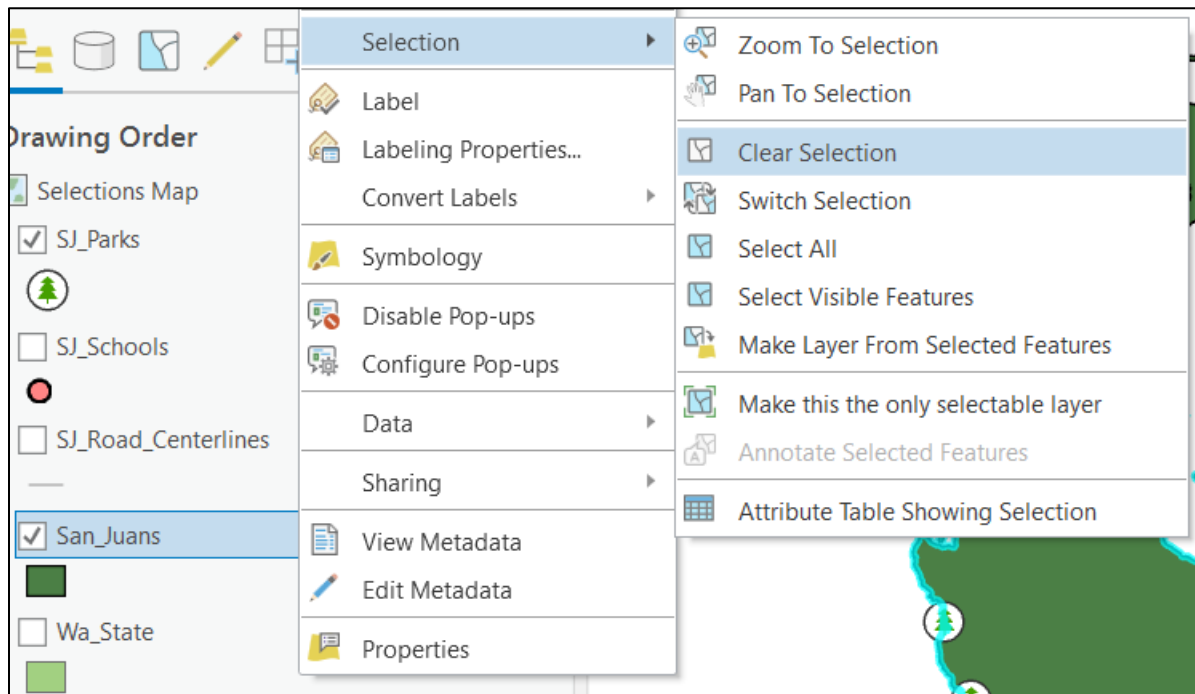 Drawing Order
Selections Map
SJ_Parks
SJ_Schools
SJ_Road_Centerlines
San_Juans
Wa_State
Selection
Label
Labeling Properties...
Convert Labels
Symbology
Disable Pop-ups
Configure Pop-ups
Data
Sharing
View Metadata
Edit Metadata
Properties
Zoom To Selection
Pan To Selection
Clear Selection
Switch Selection
Select All
Select Visible Features
Make Layer From Selected Features
Make this the only selectable layer
Annotate Selected Features
Attribute Table Showing Selection